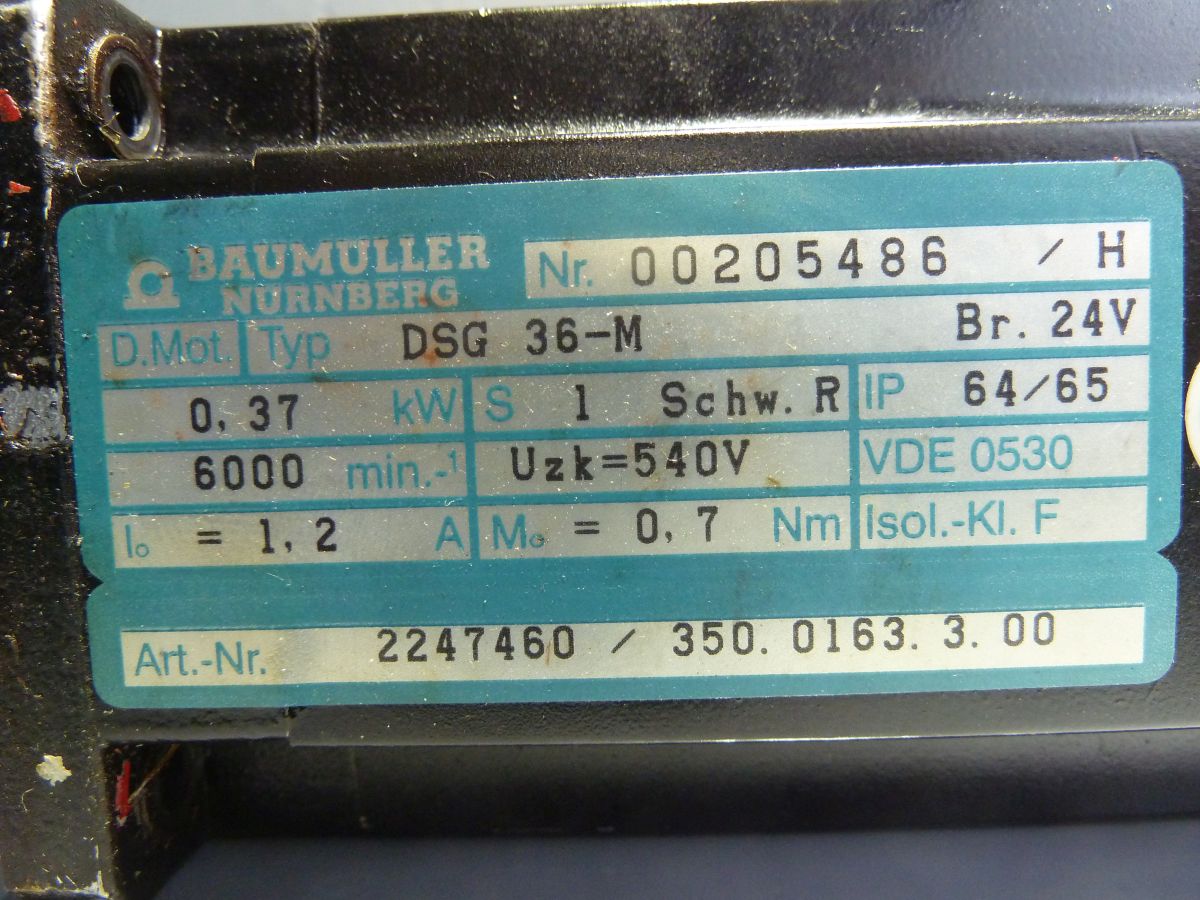 BAUMÜLLER
NÜRNBERG
Nr. 00205486 / H
D.Mot. Typ DSG 36-M Br. 24V
0,37 kW S 1 Schw. R IP 64/65
6000 min.-¹ Uzk=540V VDE 0530
I₀ = 1,2 A M₀ = 0,7 Nm Isol.-Kl. F
Art.-Nr. 2247460 / 350.0163.3.00